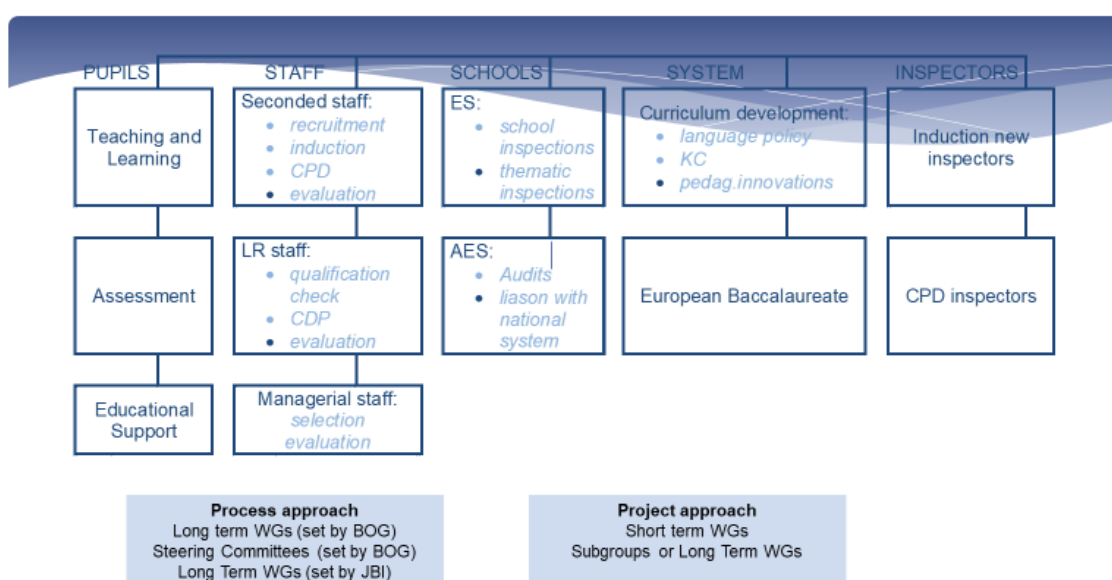 PUPILS
STAFF
SCHOOLS
SYSTEM
INSPECTORS
Teaching and
Learning
Assessment
Educational
Support
Seconded staff:
• recruitment
• induction
• CPD
• evaluation
LR staff:
• qualification
check
• CDP
• evaluation
Managerial staff:
selection
evaluation
ES:
• school
inspections
• thematic
inspections
AES:
• Audits
• liason with
national
system
Curriculum development:
• language policy
• KC
• pedag.innovations
European Baccalaureate
Induction new
inspectors
CPD inspectors
Process approach
Long term WGs (set by BOG)
Steering Committees (set by BOG)
Long Term WGs (set by JBI)
Project approach
Short term WGs
Subgroups or Long Term WGs